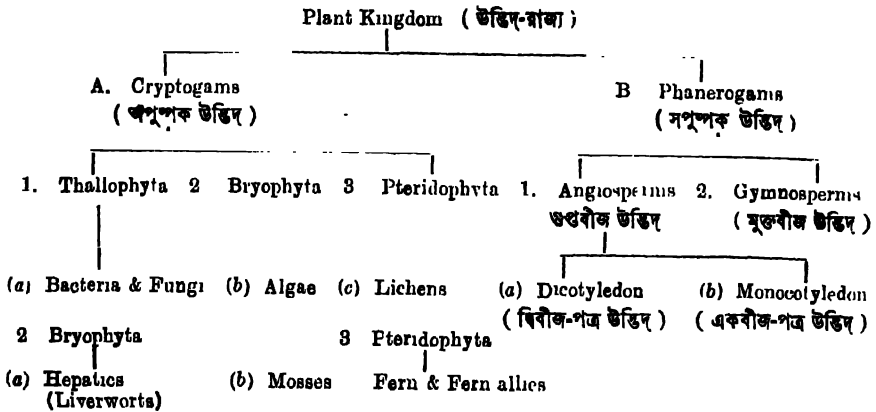 Plant Kingdom ( উদ্ভিদ্-রাজ্য )
A. Cryptogams B Phanerogams
( অপুষ্পক উদ্ভিদ্ ) ( সপুষ্পক উদ্ভিদ্ )
1. Thallophyta 2 Bryophyta 3 Pteridophyta 1. Angiosperms 2. Gymnosperms
গুপ্তবীজ উদ্ভিদ্ ( মুক্তবীজ উদ্ভিদ্ )
(a) Bacteria & Fungi (b) Algae (c) Lichens (a) Dicotyledon (b) Monocotyledon
( দ্বিবীজ-পত্র উদ্ভিদ্ ) ( একবীজ-পত্র উদ্ভিদ্ )
2 Bryophyta 3 Pteridophyta
(a) Hepatics (b) Mosses Fern & Fern allies
(Liverworts)